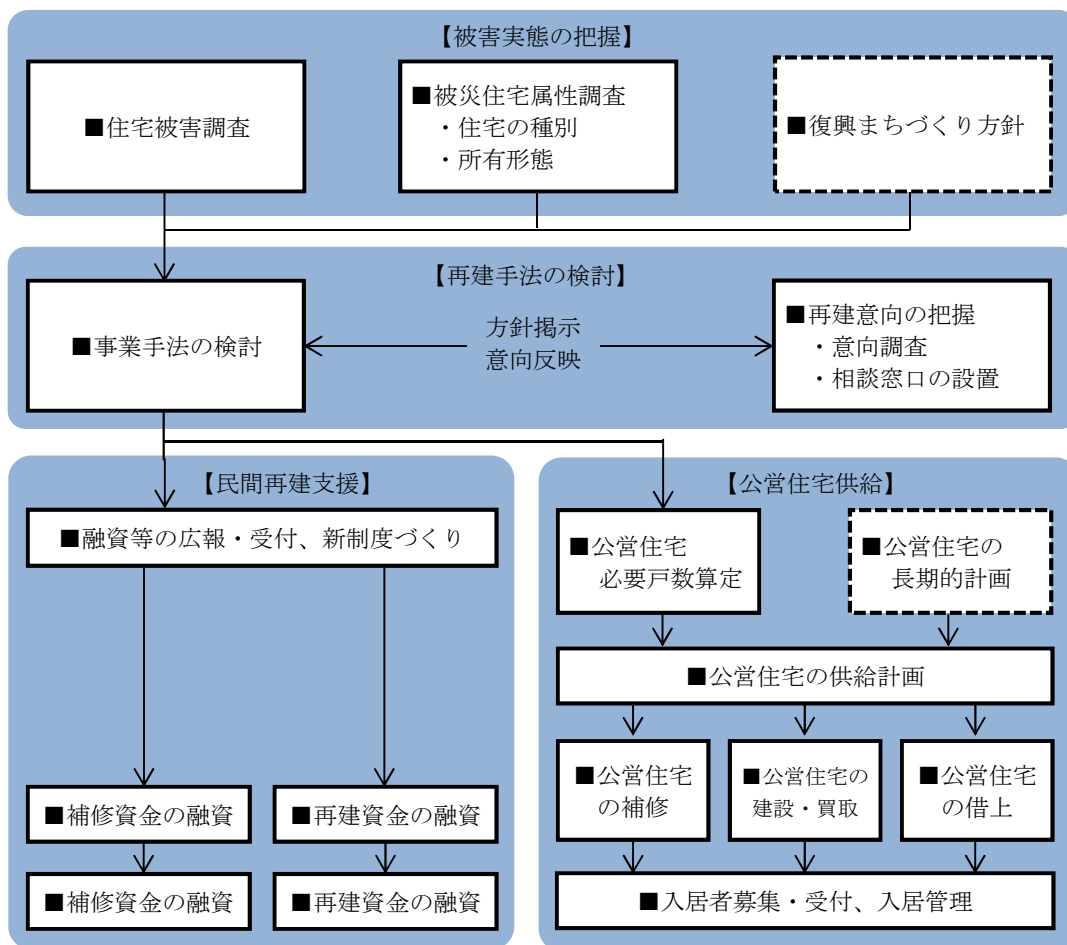 【被害実態の把握】
■住宅被害調査
■被災住宅属性調査
・住宅の種別
・所有形態
■復興まちづくり方針
【再建手法の検討】
■事業手法の検討
方針掲示
意向反映
■再建意向の把握
・意向調査
・相談窓口の設置
【民間再建支援】
■融資等の広報・受付、新制度づくり
■補修資金の融資
■再建資金の融資
■補修資金の融資
■再建資金の融資
【公営住宅供給】
■公営住宅
必要戸数算定
■公営住宅の
長期的計画
■公営住宅の供給計画
■公営住宅
の補修
■公営住宅の
建設・買取
■公営住宅
の借上
■入居者募集・受付、入居管理